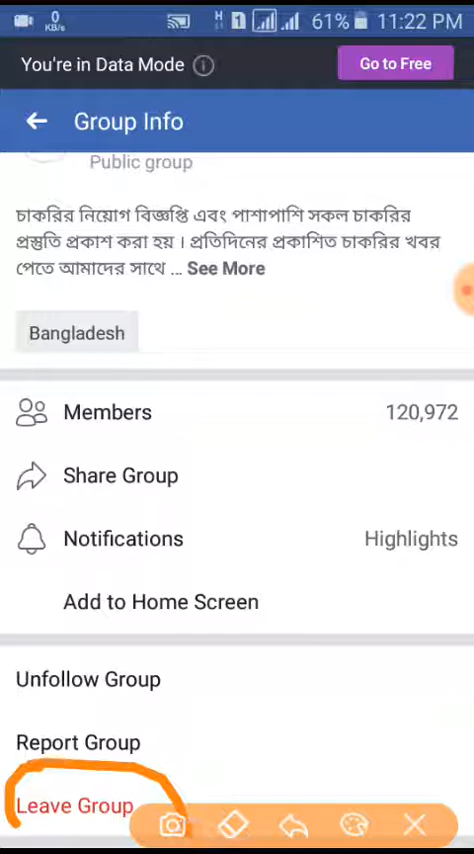 0
KB/s
H 1 61% 11:22 PM
You're in Data Mode
Go to Free
Group Info
Public group
চাকরির নিয়োগ বিজ্ঞপ্তি এবং পাশাপাশি সকল চাকরির
প্রস্তুতি প্রকাশ করা হয় । প্রতিদিনের প্রকাশিত চাকরির খবর
পেতে আমাদের সাথে ... See More
Bangladesh
Members 120,972
Share Group
Notifications Highlights
Add to Home Screen
Unfollow Group
Report Group
Leave Group